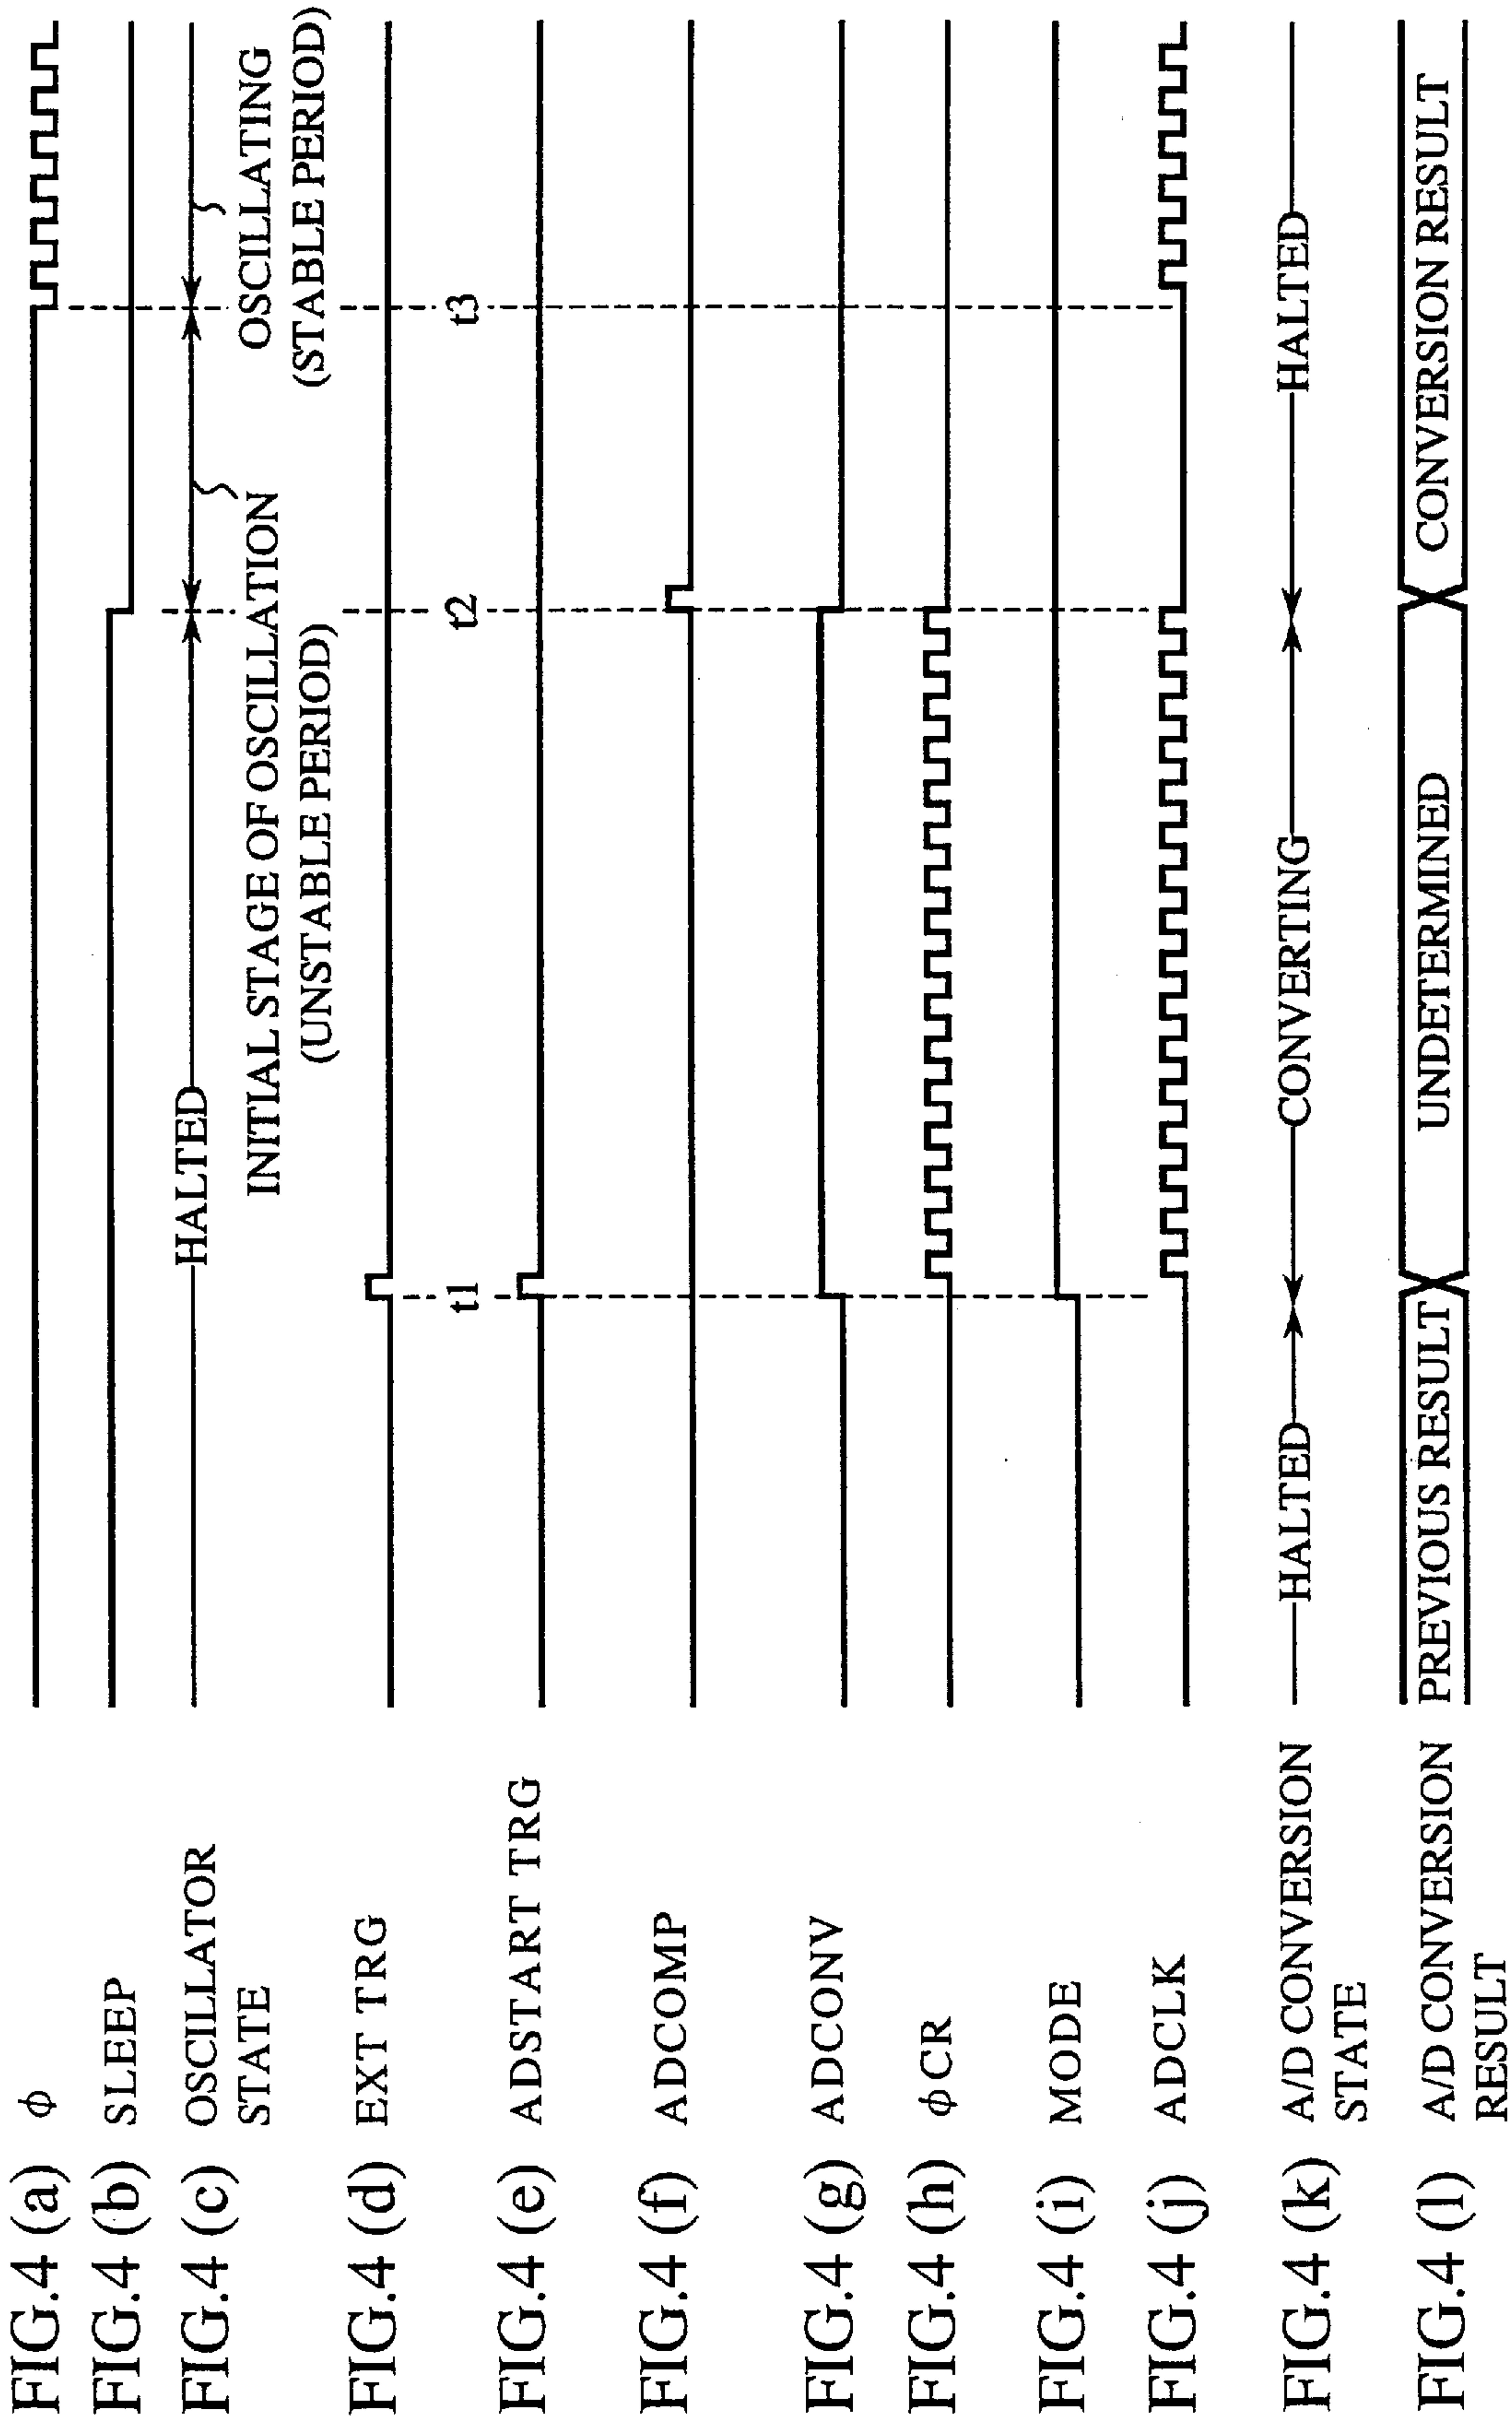 FIG.4 (a) φ
FIG.4 (b) SLEEP
FIG.4 (c) OSCILLATOR
STATE
HALTED
INITIAL STAGE OF OSCILLATION
(UNSTABLE PERIOD)
OSCILLATING
(STABLE PERIOD)
FIG.4 (d) EXT TRG
t1
t2
t3
FIG.4 (e) ADSTART TRG
FIG.4 (f) ADCOMP
FIG.4 (g) ADCONV
FIG.4 (h) φCR
FIG.4 (i) MODE
FIG.4 (j) ADCLK
FIG.4 (k) A/D CONVERSION
STATE
HALTED
CONVERTING
HALTED
FIG.4 (l) A/D CONVERSION
RESULT
PREVIOUS RESULT
UNDETERMINED
CONVERSION RESULT